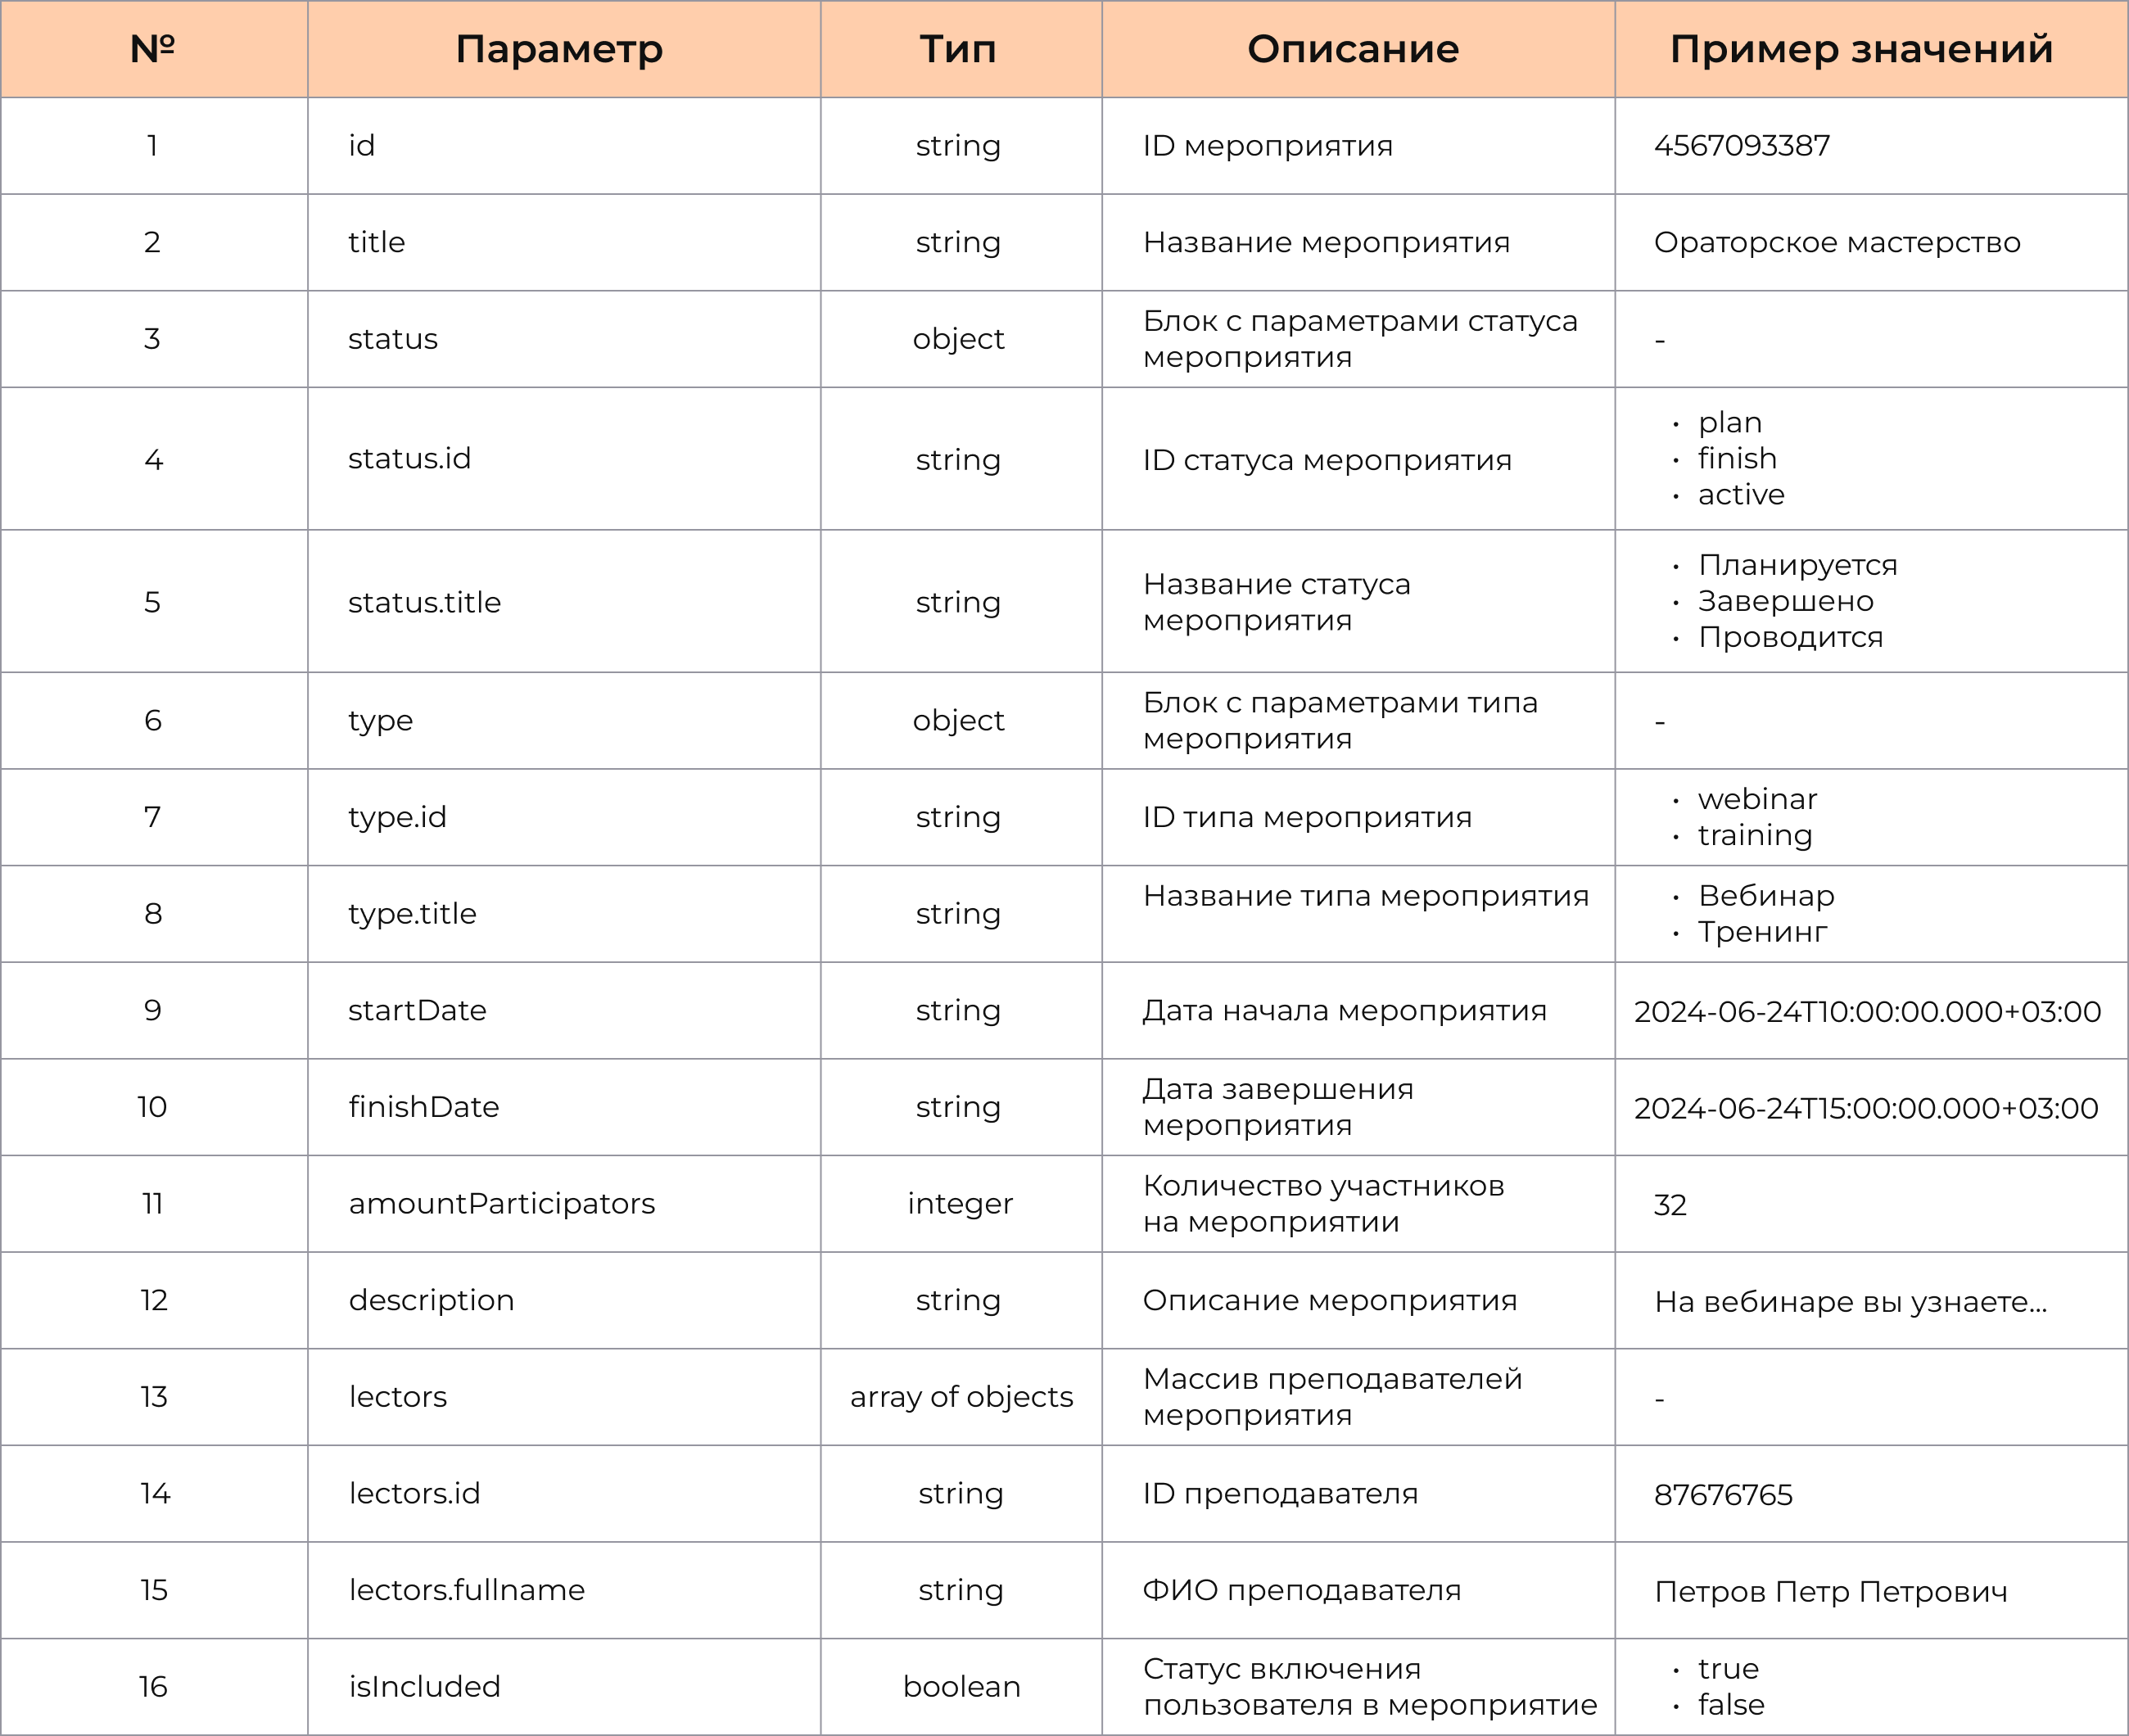 № Параметр Тип Описание Пример значений
1 id string ID мероприятия 4567093387
2 title string Название мероприятия Ораторское мастерство
3 status object Блок с параметрами статуса
мероприятия -
4 status.id string ID статуса мероприятия • plan
• finish
• active
5 status.title string Название статуса
мероприятия • Планируется
• Завершено
• Проводится
6 type object Блок с параметрами типа
мероприятия -
7 type.id string ID типа мероприятия • webinar
• training
8 type.title string Название типа мероприятия • Вебинар
• Тренинг
9 startDate string Дата начала мероприятия 2024-06-24T10:00:00.000+03:00
10 finishDate string Дата завершения
мероприятия 2024-06-24T15:00:00.000+03:00
11 amountParticipators integer Количество участников
на мероприятии 32
12 description string Описание мероприятия На вебинаре вы узнаете...
13 lectors array of objects Массив преподавателей
мероприятия -
14 lectors.id string ID преподавателя 87676765
15 lectors.fullname string ФИО преподавателя Петров Петр Петрович
16 isIncluded boolean Статус включения
пользователя в мероприятие • true
• false